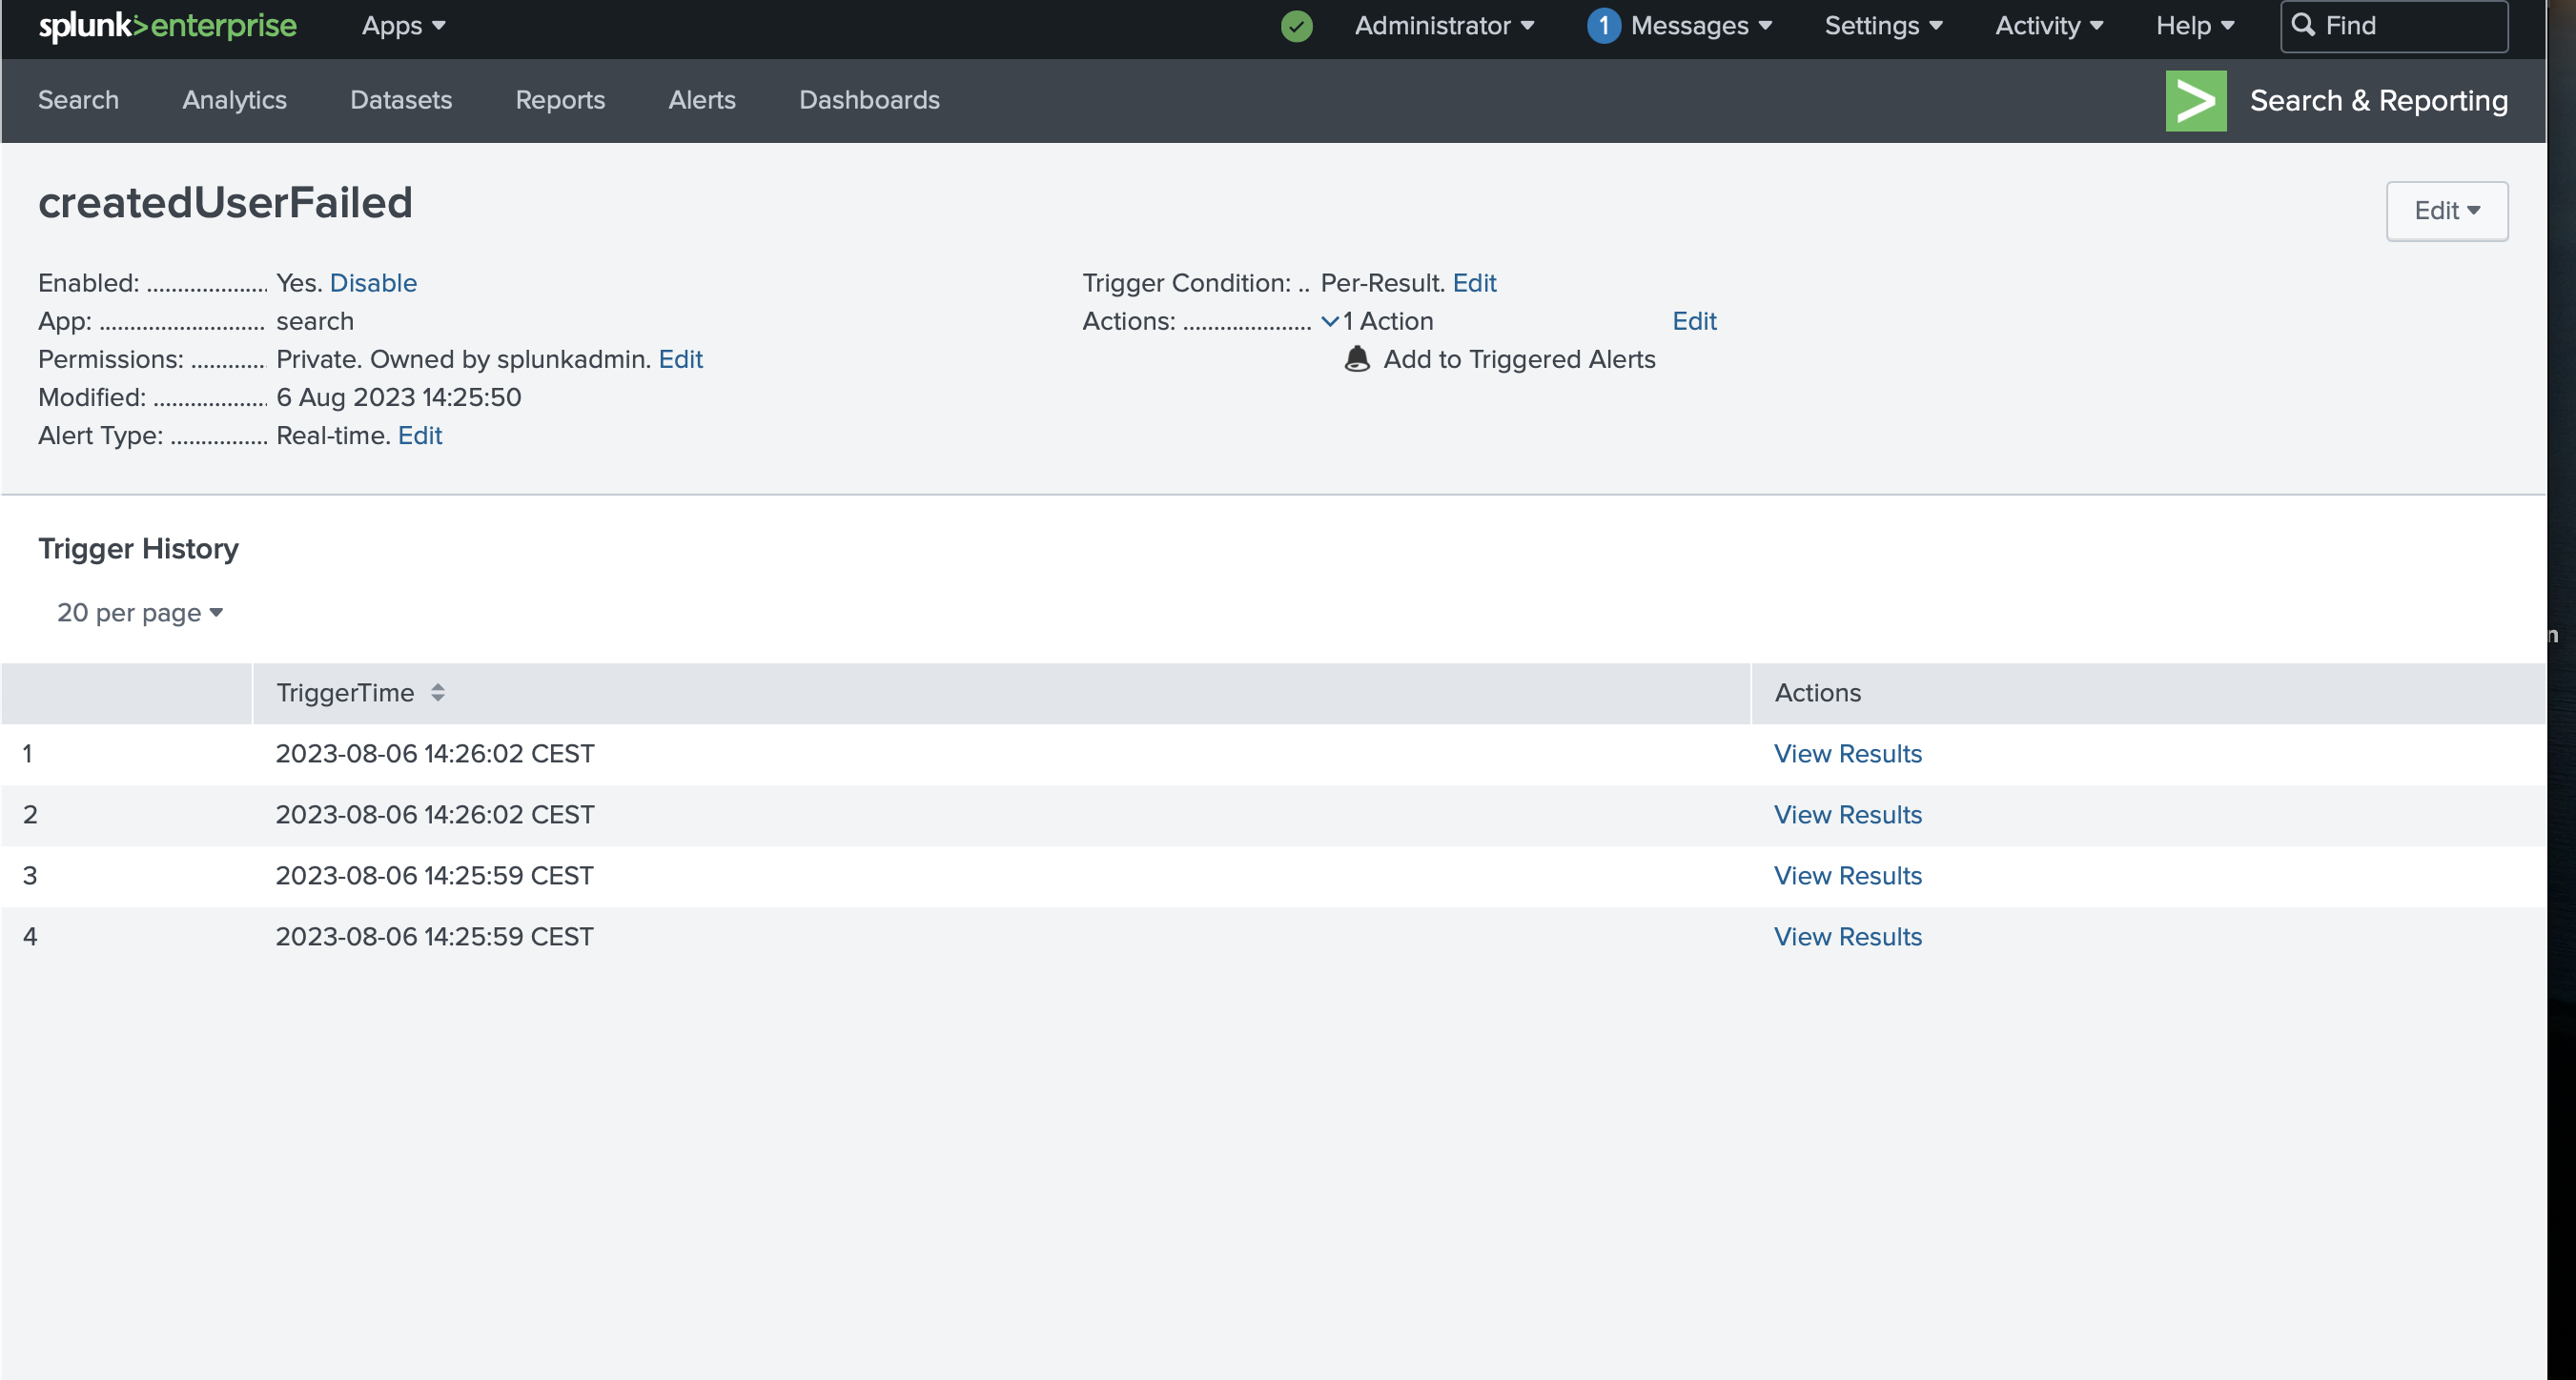 splunk>enterprise Apps Administrator 1 Messages Settings Activity Help Find
Search Analytics Datasets Reports Alerts Dashboards Search & Reporting
createdUserFailed
Edit
Enabled: .................... Yes. Disable
App: ........................... search
Permissions: ............ Private. Owned by splunkadmin. Edit
Modified: ................... 6 Aug 2023 14:25:50
Alert Type: ................ Real-time. Edit
Trigger Condition: .. Per-Result. Edit
Actions: ..................... 1 Action Edit
Add to Triggered Alerts
Trigger History
20 per page
n
TriggerTime Actions
1 2023-08-06 14:26:02 CEST View Results
2 2023-08-06 14:26:02 CEST View Results
3 2023-08-06 14:25:59 CEST View Results
4 2023-08-06 14:25:59 CEST View Results